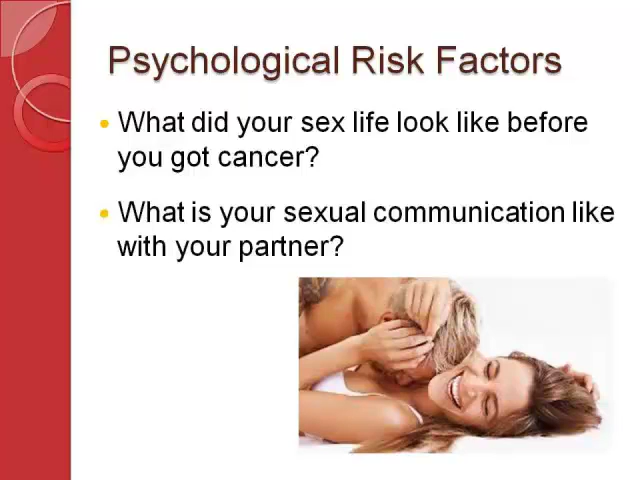 Psychological Risk Factors
What did your sex life look like before
you got cancer?
What is your sexual communication like
with your partner?